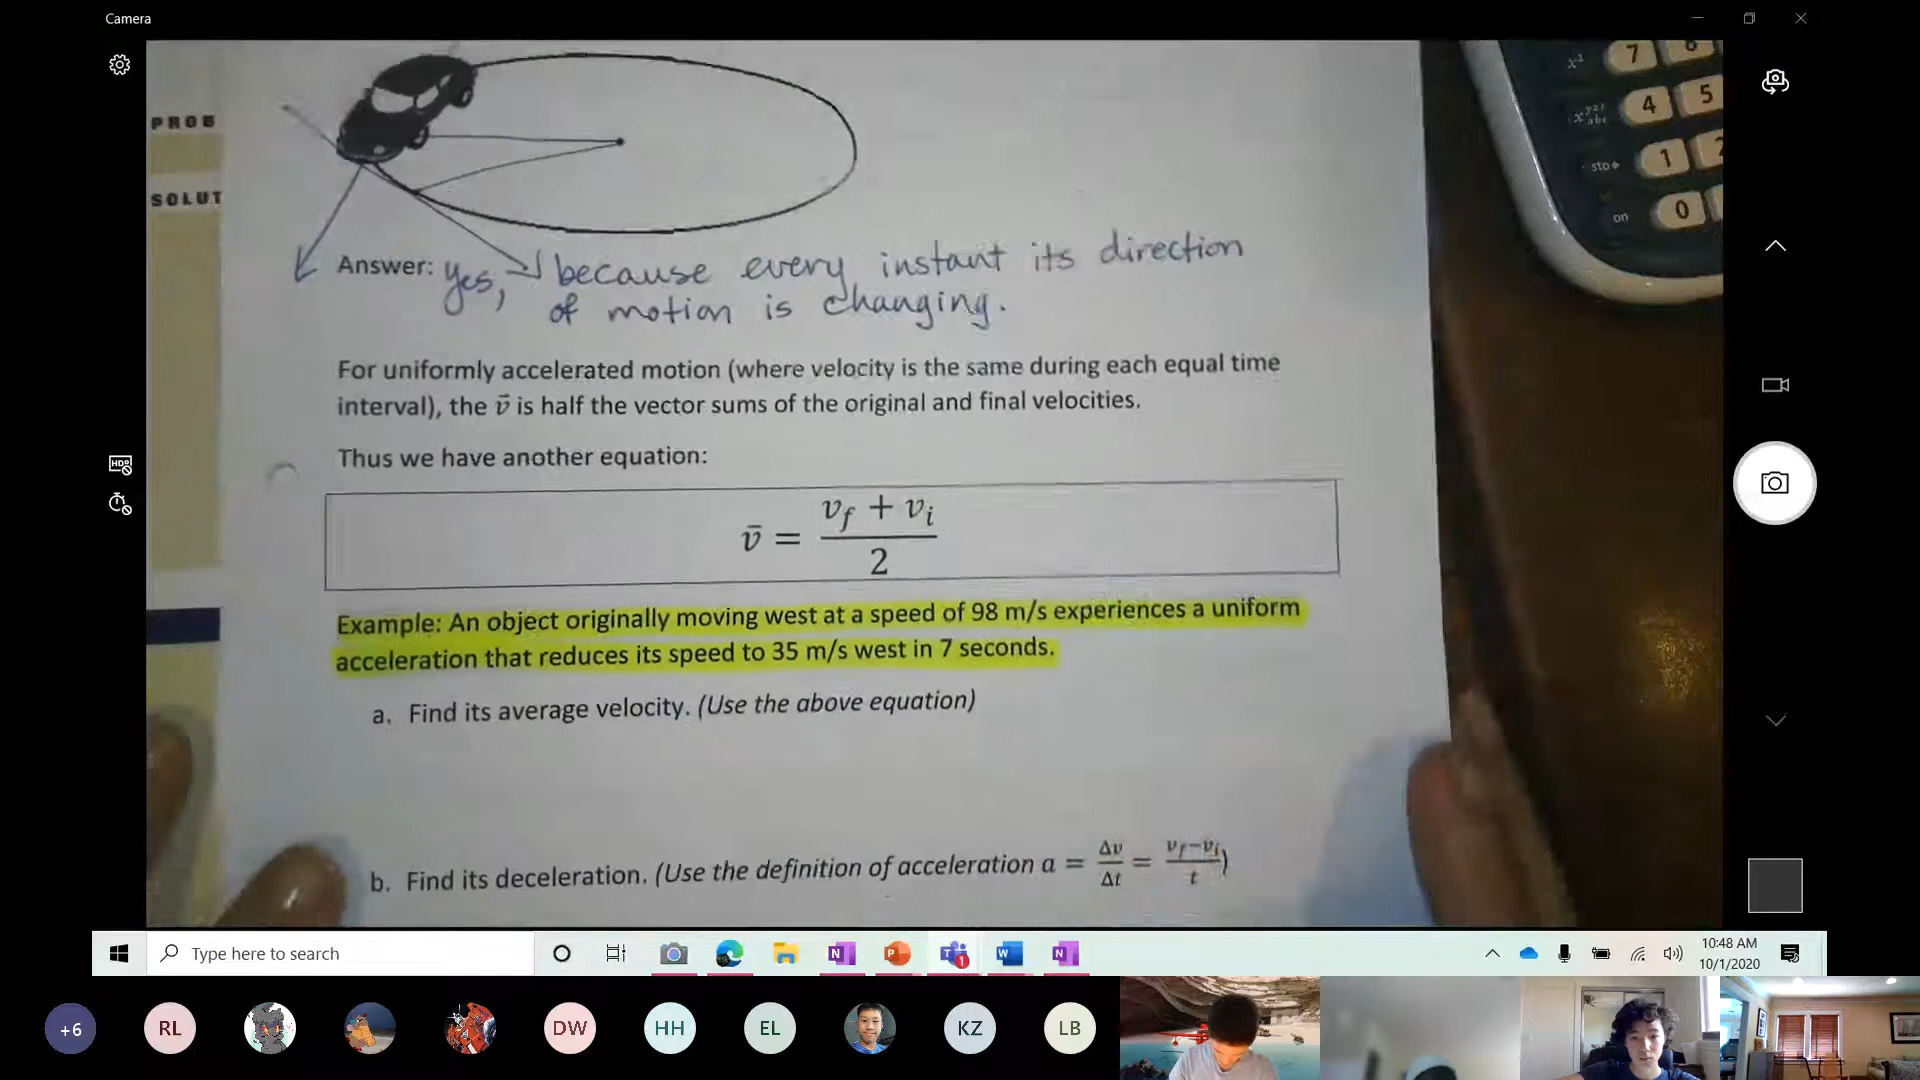 Camera
PROB
SOLUT
x² 7
4 5
sto▸ 1 2
on 0
Answer: yes, because every instant its direction
of motion is changing.
For uniformly accelerated motion (where velocity is the same during each equal time
interval), the v⃗ is half the vector sums of the original and final velocities.
Thus we have another equation:
v̄ = (v_f + v_i) / 2
Example: An object originally moving west at a speed of 98 m/s experiences a uniform
acceleration that reduces its speed to 35 m/s west in 7 seconds.
a. Find its average velocity. (Use the above equation)
b. Find its deceleration. (Use the definition of acceleration a = Δv/Δt = (v_f−v_i)/t)
HDR
Type here to search
10:48 AM
10/1/2020
+6 RL DW HH EL KZ LB